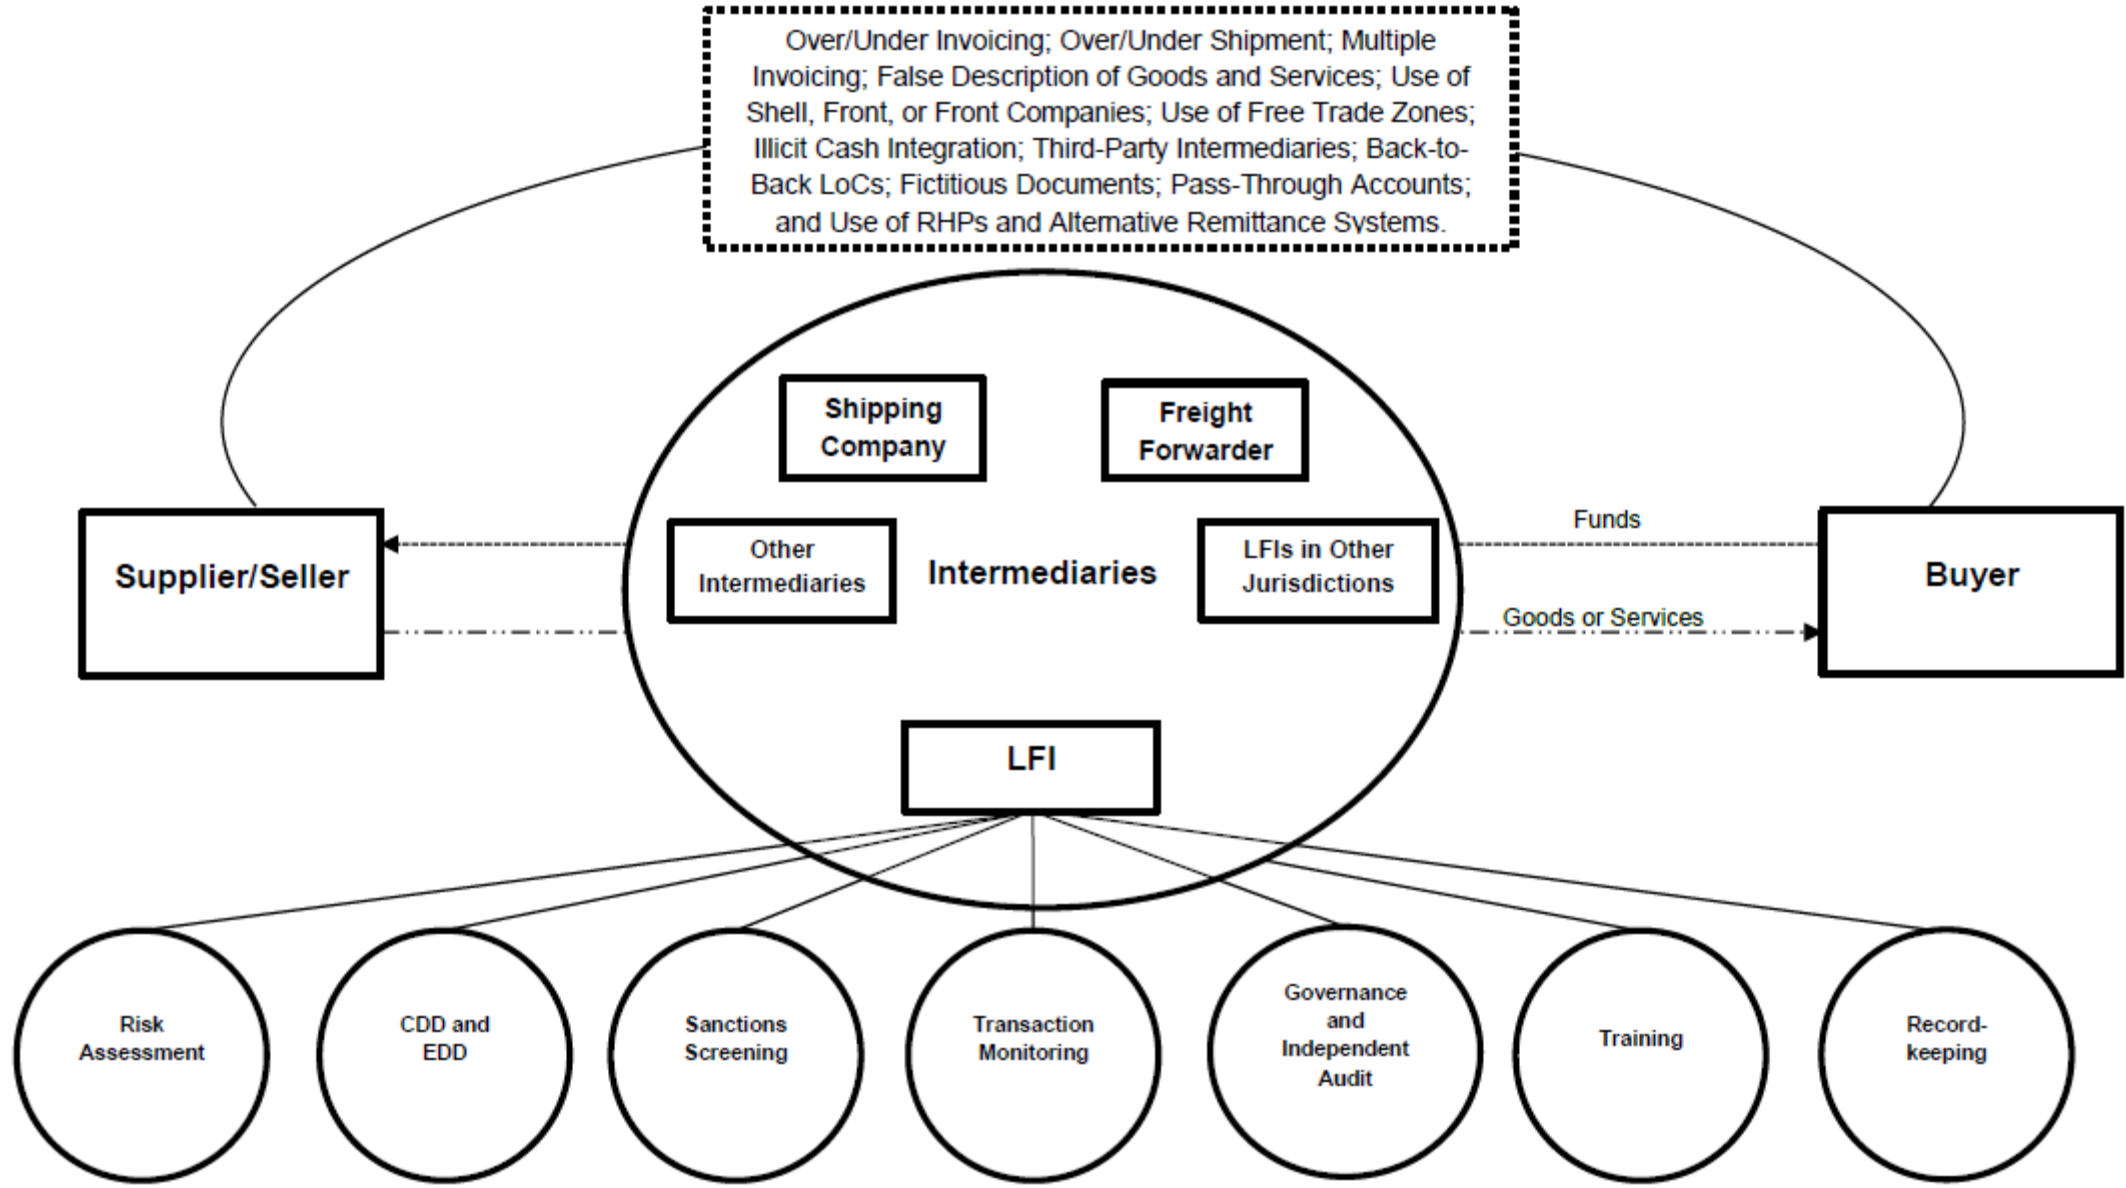 Over/Under Invoicing; Over/Under Shipment; Multiple
Invoicing; False Description of Goods and Services; Use of
Shell, Front, or Front Companies; Use of Free Trade Zones;
Illicit Cash Integration; Third-Party Intermediaries; Back-to-
Back LoCs; Fictitious Documents; Pass-Through Accounts;
and Use of RHPs and Alternative Remittance Systems.
Shipping
Company
Freight
Forwarder
Supplier/Seller
Other
Intermediaries
Intermediaries
LFIs in Other
Jurisdictions
Funds
Goods or Services
Buyer
LFI
Risk
Assessment
CDD and
EDD
Sanctions
Screening
Transaction
Monitoring
Governance
and
Independent
Audit
Training
Record-
keeping